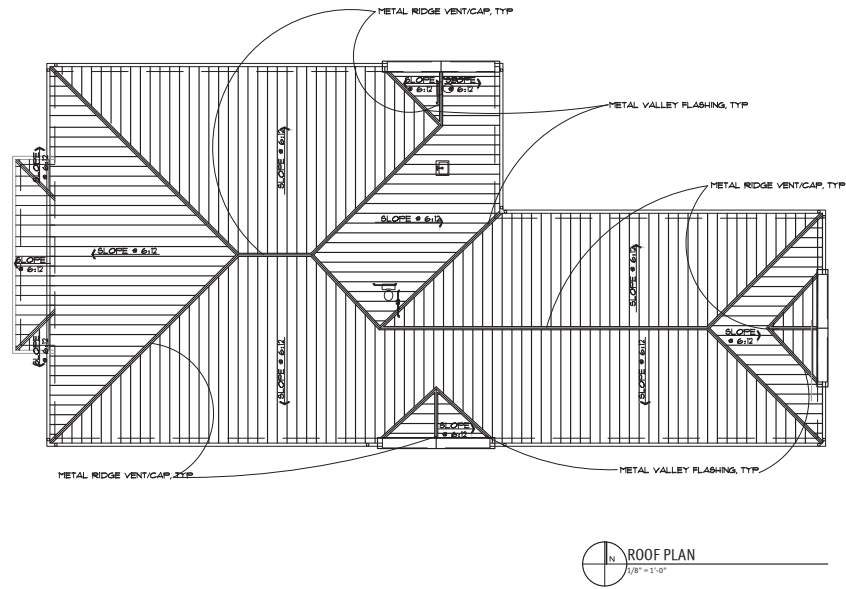 METAL RIDGE VENT/CAP, TYP
SLOPE
@ 6:12
SLOPE
@ 6:12
METAL VALLEY FLASHING, TYP
SLOPE @ 6:12
SLOPE
@ 6:12
METAL RIDGE VENT/CAP, TYP
SLOPE @ 6:12
SLOPE @ 6:12
SLOPE
@ 6:12
SLOPE @ 6:12
SLOPE
@ 6:12
SLOPE
@ 6:12
SLOPE @ 6:12
SLOPE @ 6:12
SLOPE
@ 6:12
METAL RIDGE VENT/CAP, TYP
METAL VALLEY FLASHING, TYP
N
ROOF PLAN
1/8" = 1'-0"